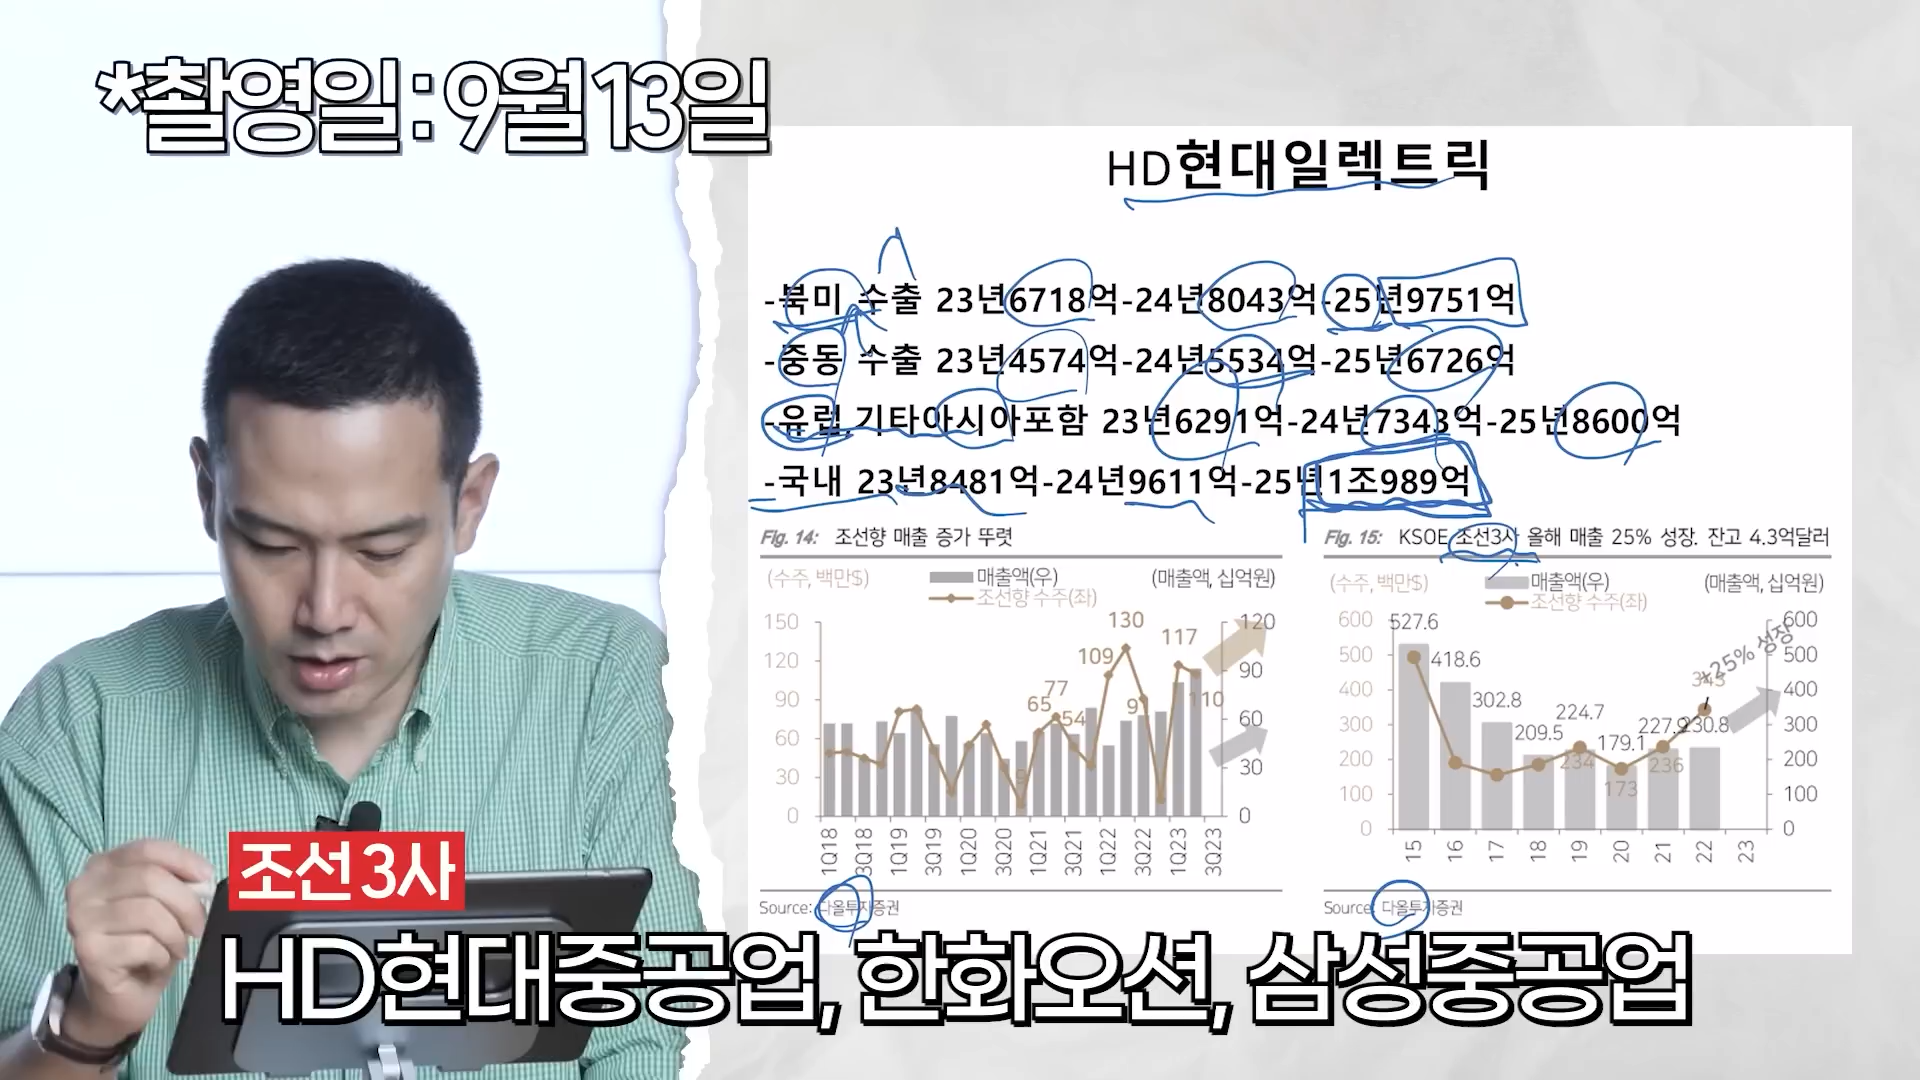 *촬영일 : 9월 13일
HD현대일렉트릭
-북미 수출 23년6718억-24년8043억-25년9751억
-중동 수출 23년4574억-24년5534억-25년6726억
-유럽,기타아시아포함 23년6291억-24년7343억-25년8600억
-국내 23년8481억-24년9611억-25년1조989억
Fig. 14: 조선향 매출 증가 뚜렷
(수주, 백만$)
매출액(우)
조선향 수주(좌)
(매출액, 십억원)
150
120
90
60
30
0
65
77
54
9
109
130
9
117
110
120
90
60
30
0
1Q18
3Q18
1Q19
3Q19
1Q20
3Q20
1Q21
3Q21
1Q22
3Q22
1Q23
3Q23
Source: 다올투자증권
Fig. 15: KSOE 조선3사 올해 매출 25% 성장. 잔고 4.3억달러
(수주, 백만$)
매출액(우)
조선향 수주(좌)
(매출액, 십억원)
600
500
400
300
200
100
0
527.6
418.6
302.8
209.5
224.7
179.1
227.9
230.8
234
173
236
343
+25% 성장
600
500
400
300
200
100
0
15
16
17
18
19
20
21
22
23
Source: 다올투자증권
조선 3사
HD현대중공업, 한화오션, 삼성중공업